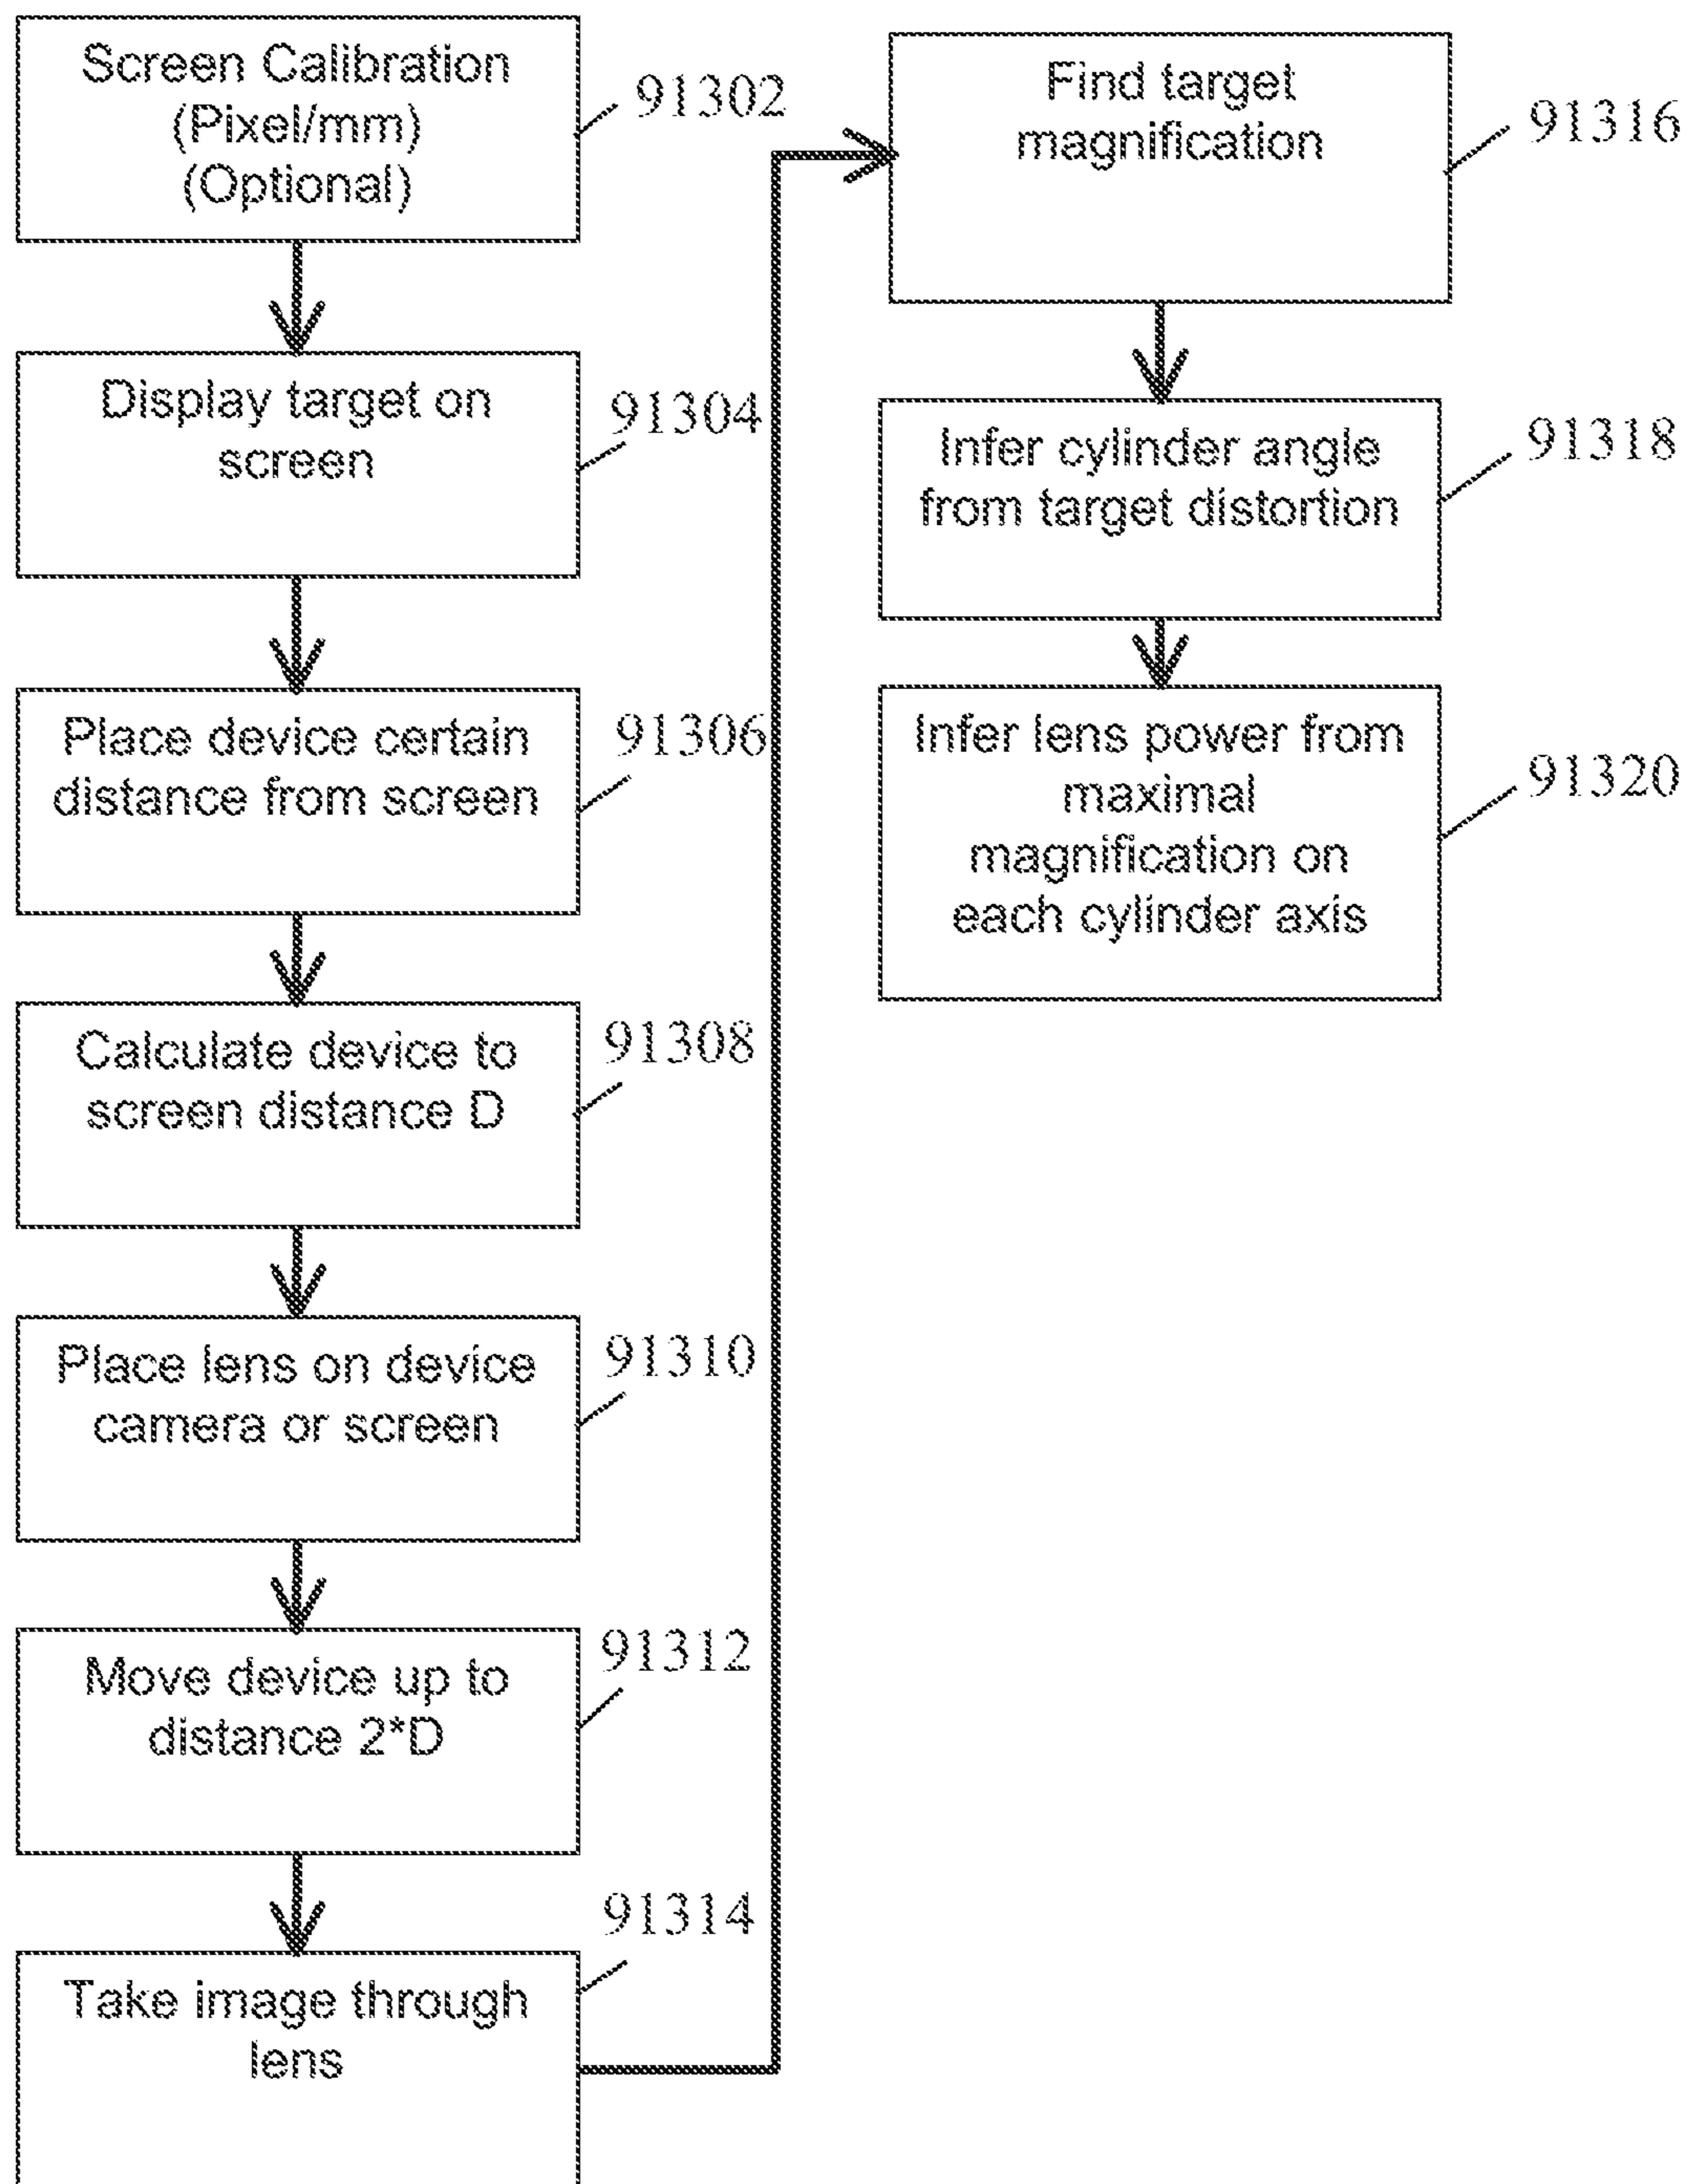 Screen Calibration
(Pixel/mm)
(Optional)
91302
Display target on
screen
91304
Place device certain
distance from screen
91306
Calculate device to
screen distance D
91308
Place lens on device
camera or screen
91310
Move device up to
distance 2*D
91312
Take image through
lens
91314
Find target
magnification
91316
Infer cylinder angle
from target distortion
91318
Infer lens power from
maximal
magnification on
each cylinder axis
91320